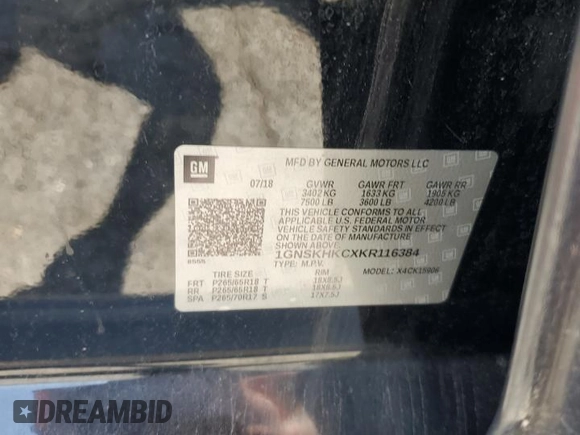 GM
MFD BY GENERAL MOTORS LLC
07/18 GVWR GAWR FRT GAWR RR
3402 KG 1633 KG 1905 KG
7500 LB 3600 LB 4200 LB
THIS VEHICLE CONFORMS TO ALL
APPLICABLE U.S. FEDERAL MOTOR
VEHICLE SAFETY STANDARDS IN EFFECT
ON THE DATE OF MANUFACTURE
SHOWN ABOVE.
1GNSKHKCXKR116384
TYPE: M.P.V. MODEL: X4CK15906
TIRE SIZE RIM
FRT P265/65R18 T 18X8.5J
RR P265/65R18 T 18X8.5J
SPA P265/70R17 S 17X7.5J
DREAMBID